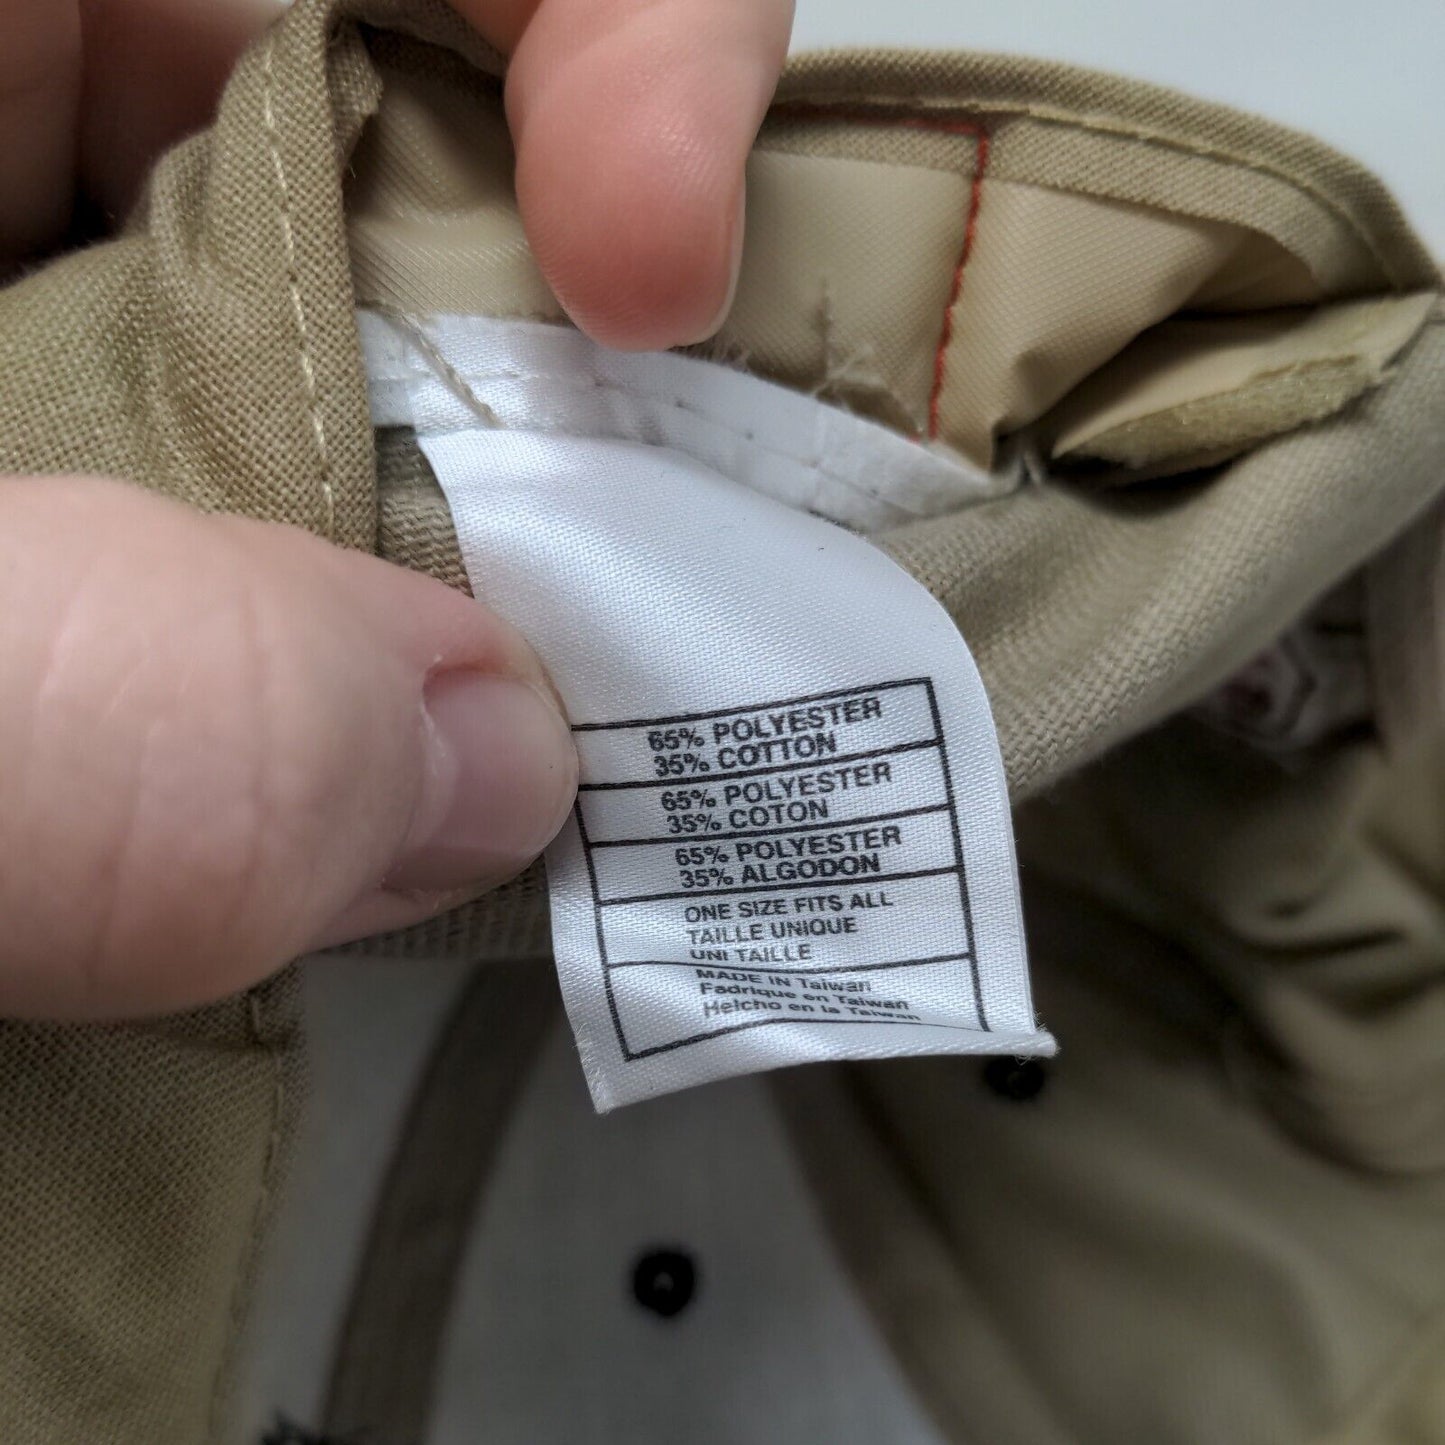 65% POLYESTER
35% COTTON
65% POLYESTER
35% COTON
65% POLYESTER
35% ALGODON
ONE SIZE FITS ALL
TAILLE UNIQUE
UNI TAILLE
MADE IN Taiwan
Fadrique en Taiwan
Helcho en la Taiwan